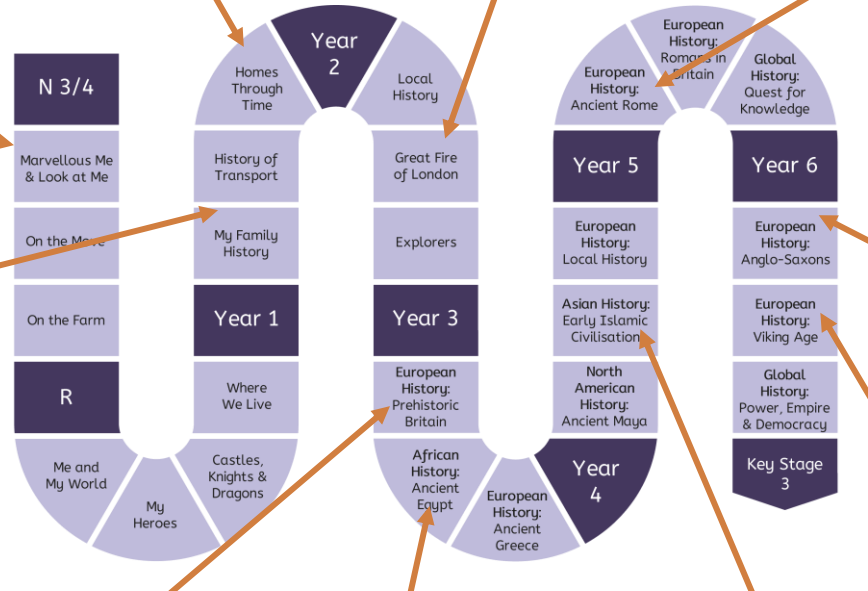 N 3/4
Marvellous Me
& Look at Me
On the Move
On the Farm
R
Me and
My World
My
Heroes
Castles,
Knights &
Dragons
Where
We Live
Year 1
My Family
History
History of
Transport
Homes
Through
Time
Year
2
Local
History
Great Fire
of London
Explorers
Year 3
European
History:
Prehistoric
Britain
African
History:
Ancient
Egypt
European
History:
Ancient
Greece
Year
4
North
American
History:
Ancient Maya
Asian History:
Early Islamic
Civilisation
European
History:
Local History
Year 5
European
History:
Ancient Rome
European
History:
Romans in
Britain
Global
History:
Quest for
Knowledge
Year 6
European
History:
Anglo-Saxons
European
History:
Viking Age
Global
History:
Power, Empire
& Democracy
Key Stage
3